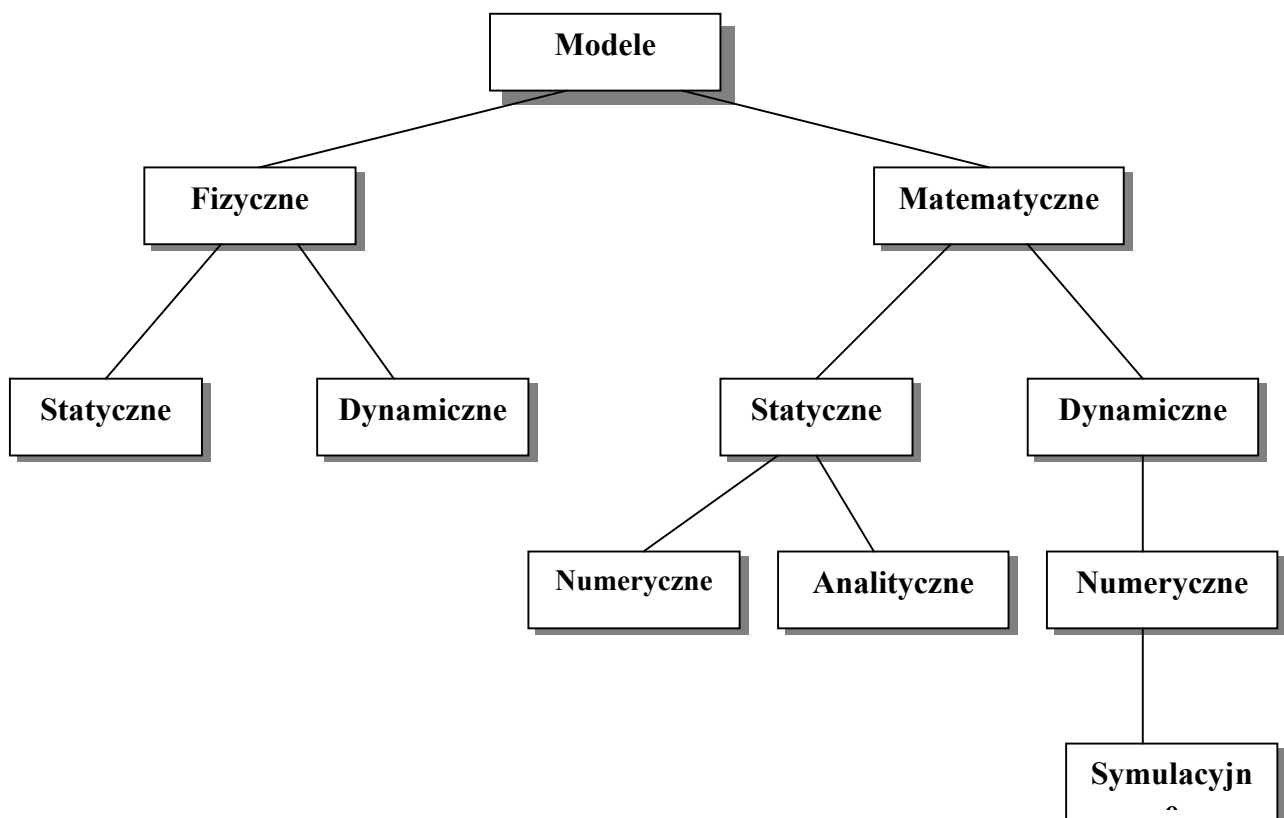 Modele
Fizyczne
Matematyczne
Statyczne
Dynamiczne
Statyczne
Dynamiczne
Numeryczne
Analityczne
Numeryczne
Symulacyjn